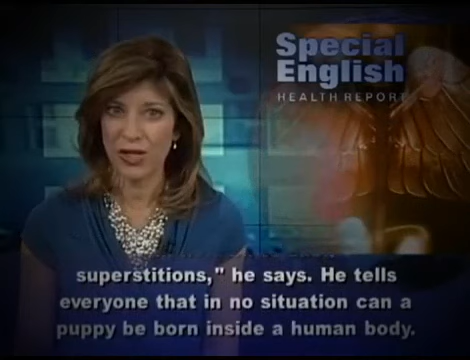 Special
English
HEALTH REPORT
superstitions," he says. He tells
everyone that in no situation can a
puppy be born inside a human body.